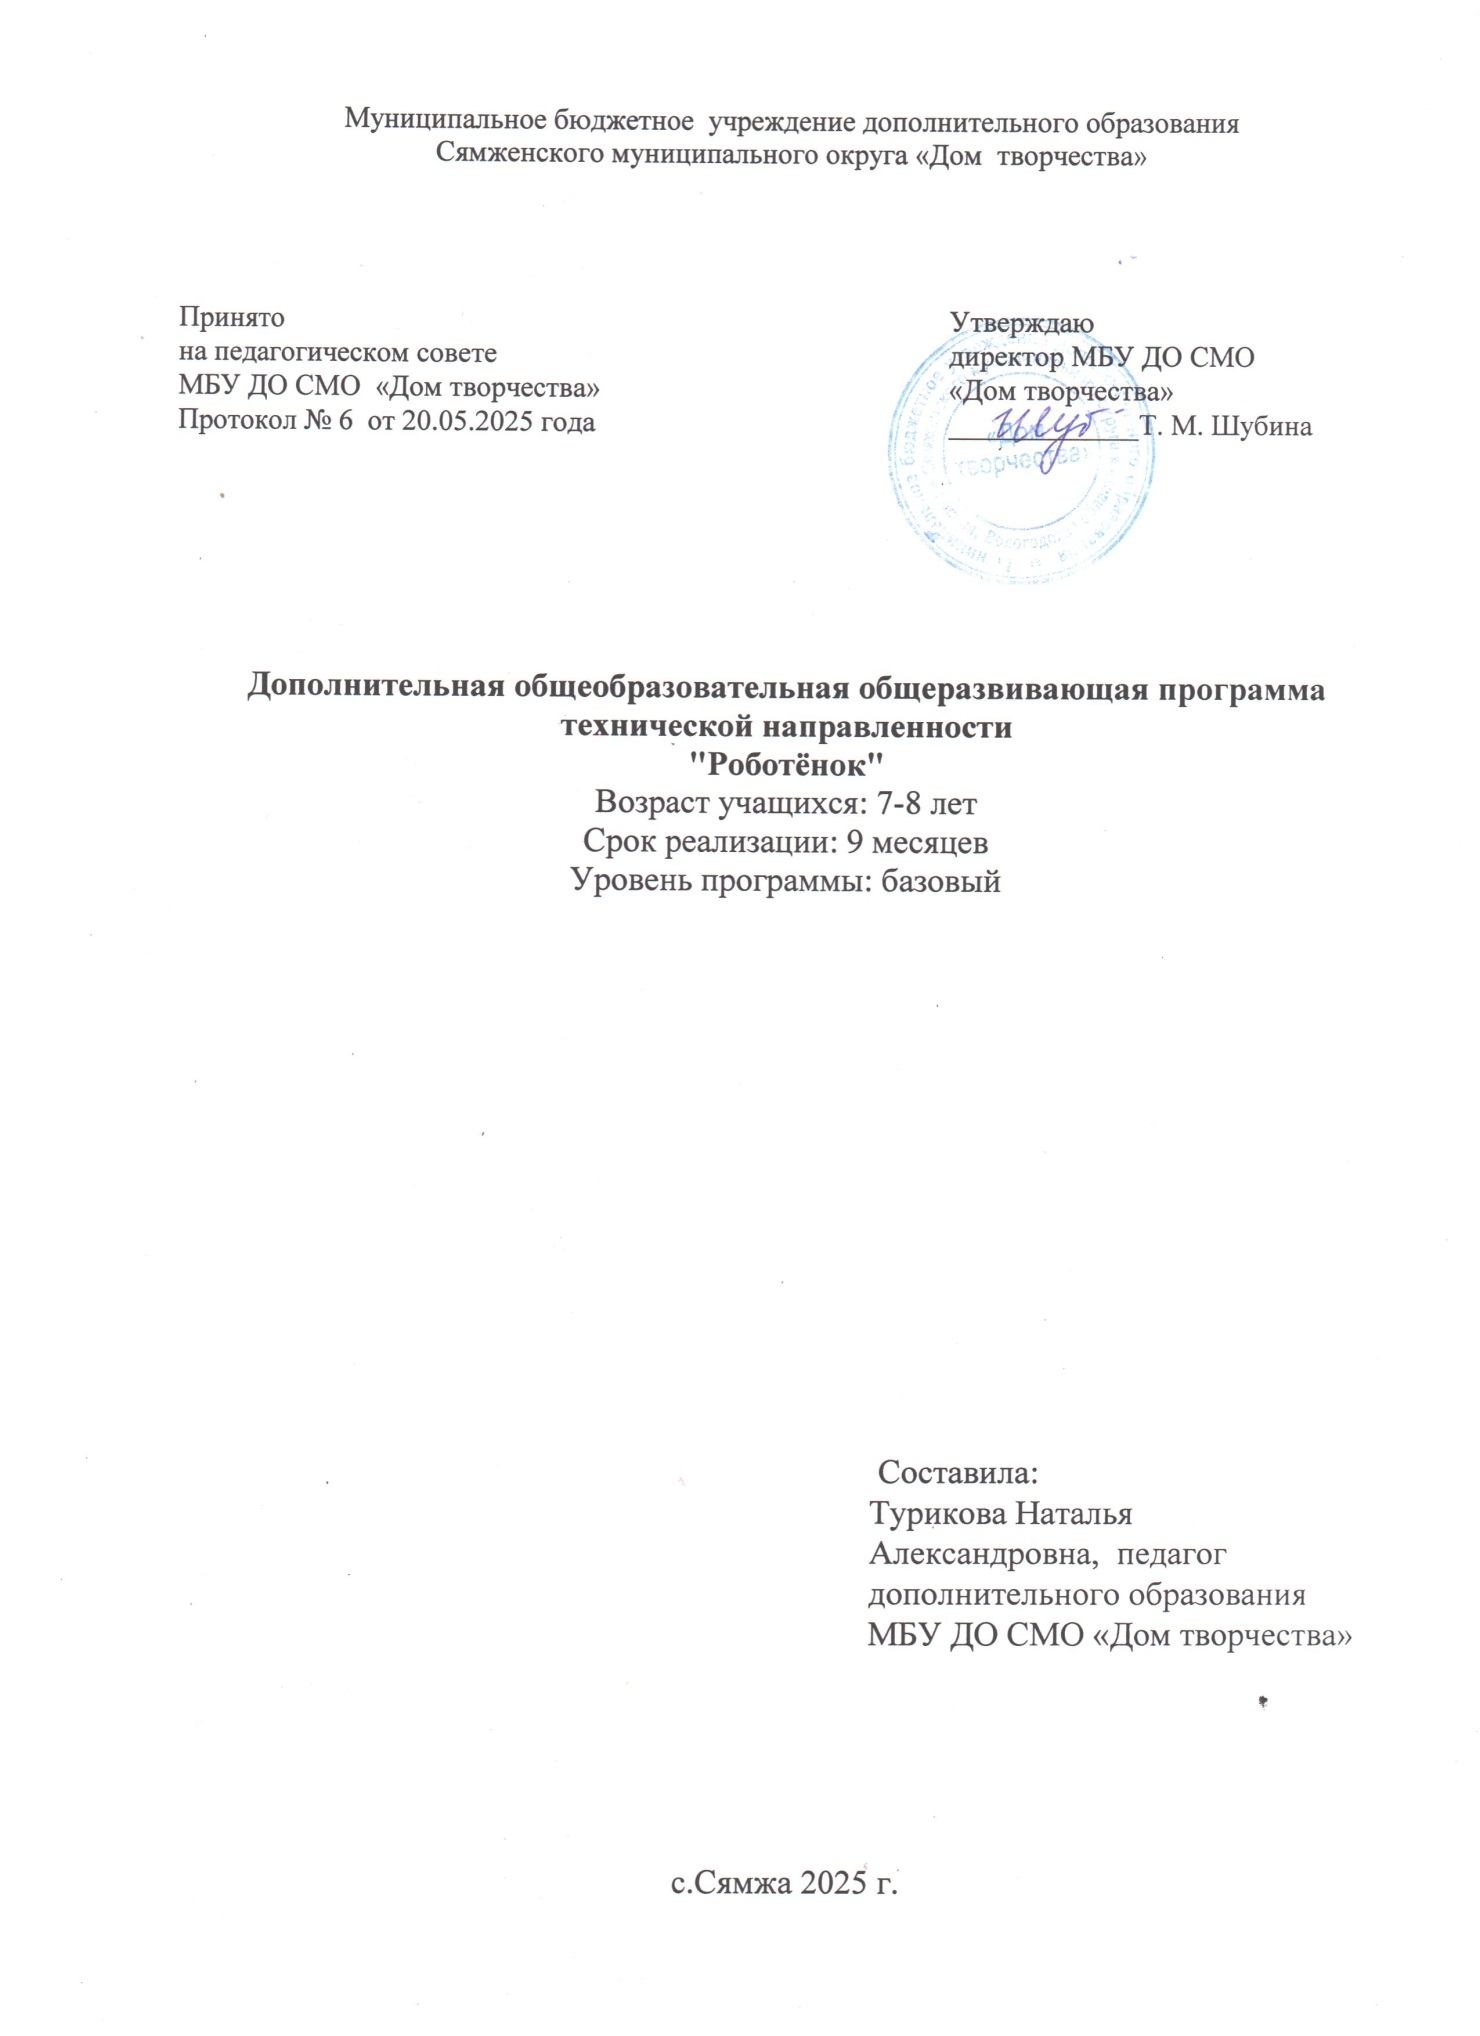 Муниципальное бюджетное учреждение дополнительного образования
Сямженского муниципального округа «Дом творчества»
Принято
на педагогическом совете
МБУ ДО СМО «Дом творчества»
Протокол № 6 от 20.05.2025 года
Утверждаю
директор МБУ ДО СМО
«Дом творчества»
Т. М. Шубина
«Дом
творчества»
Дополнительная общеобразовательная общеразвивающая программа
технической направленности
"Роботёнок"
Возраст учащихся: 7-8 лет
Срок реализации: 9 месяцев
Уровень программы: базовый
Составила:
Турикова Наталья
Александровна, педагог
дополнительного образования
МБУ ДО СМО «Дом творчества»
с.Сямжа 2025 г.